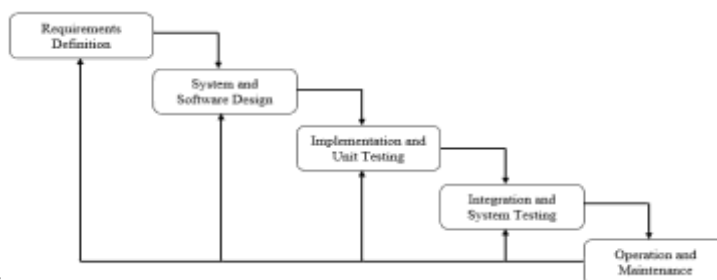 Requirements
Definition
System and
Software Design
Implementation and
Unit Testing
Integration and
System Testing
Operation and
Maintenance